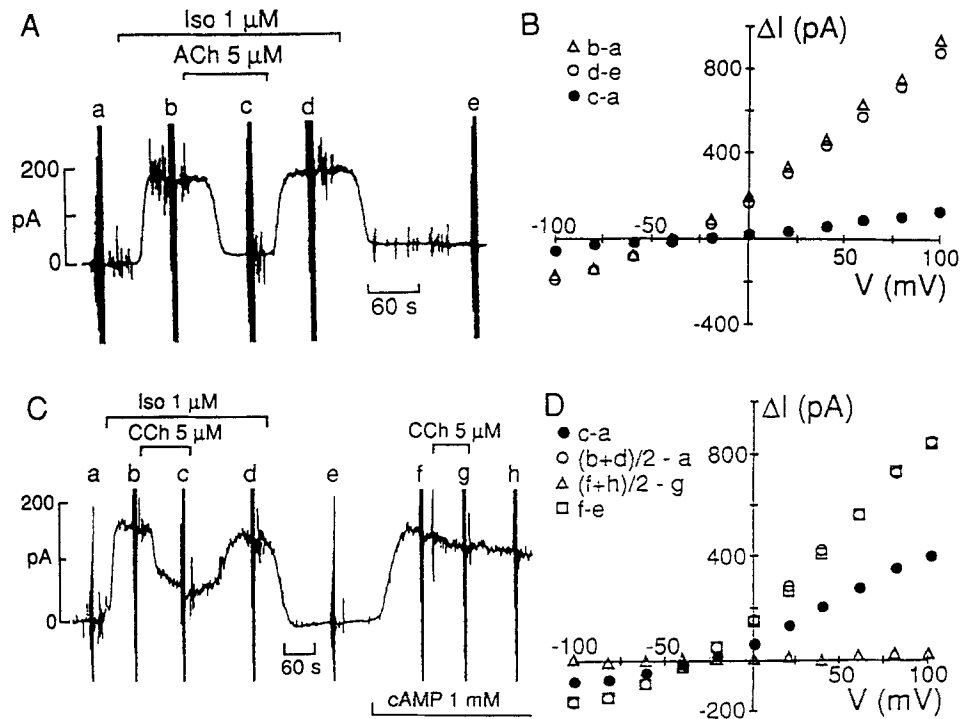 A
Iso 1 µM
ACh 5 µM
a b c d e
200
pA
0
60 s
B
ΔI (pA)
b-a
d-e
c-a
800
400
-100 -50
50 100
V (mV)
-400
C
Iso 1 µM
CCh 5 µM CCh 5 µM
a b c d e f g h
200
pA
0
60 s
cAMP 1 mM
D
ΔI (pA)
c-a
(b+d)/2 - a
(f+h)/2 - g
f-e
800
400
-100 -50
50 100
V (mV)
-200